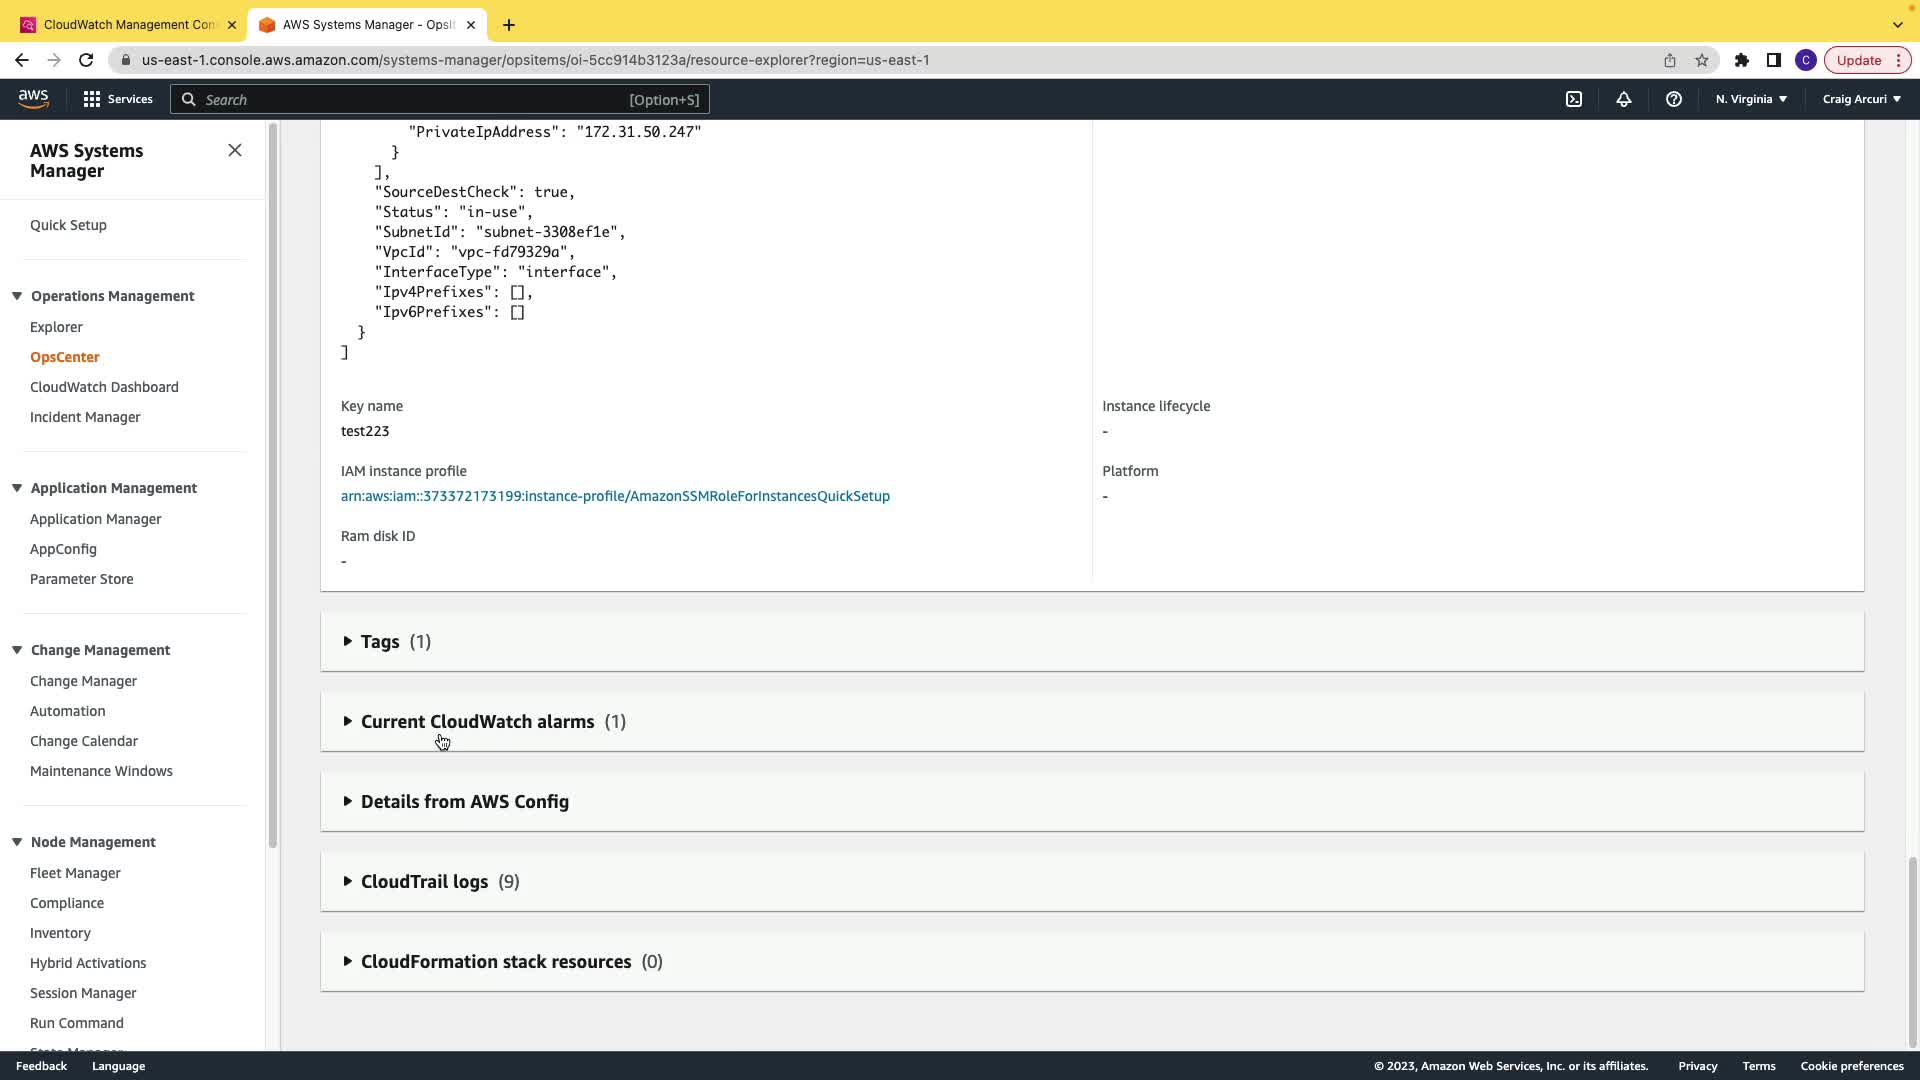 CloudWatch Management Con
AWS Systems Manager - OpsIt
us-east-1.console.aws.amazon.com/systems-manager/opsitems/oi-5cc914b3123a/resource-explorer?region=us-east-1
C
Update
aws
Services
Search
[Option+S]
N. Virginia
Craig Arcuri
AWS Systems
Manager
Quick Setup
Operations Management
Explorer
OpsCenter
CloudWatch Dashboard
Incident Manager
Application Management
Application Manager
AppConfig
Parameter Store
Change Management
Change Manager
Automation
Change Calendar
Maintenance Windows
Node Management
Fleet Manager
Compliance
Inventory
Hybrid Activations
Session Manager
Run Command
"PrivateIpAddress": "172.31.50.247"
}
],
"SourceDestCheck": true,
"Status": "in-use",
"SubnetId": "subnet-3308ef1e",
"VpcId": "vpc-fd79329a",
"InterfaceType": "interface",
"Ipv4Prefixes": [],
"Ipv6Prefixes": []
}
]
Key name
test223
Instance lifecycle
-
IAM instance profile
arn:aws:iam::373372173199:instance-profile/AmazonSSMRoleForInstancesQuickSetup
Platform
-
Ram disk ID
-
Tags (1)
Current CloudWatch alarms (1)
Details from AWS Config
CloudTrail logs (9)
CloudFormation stack resources (0)
Feedback
Language
© 2023, Amazon Web Services, Inc. or its affiliates.
Privacy
Terms
Cookie preferences